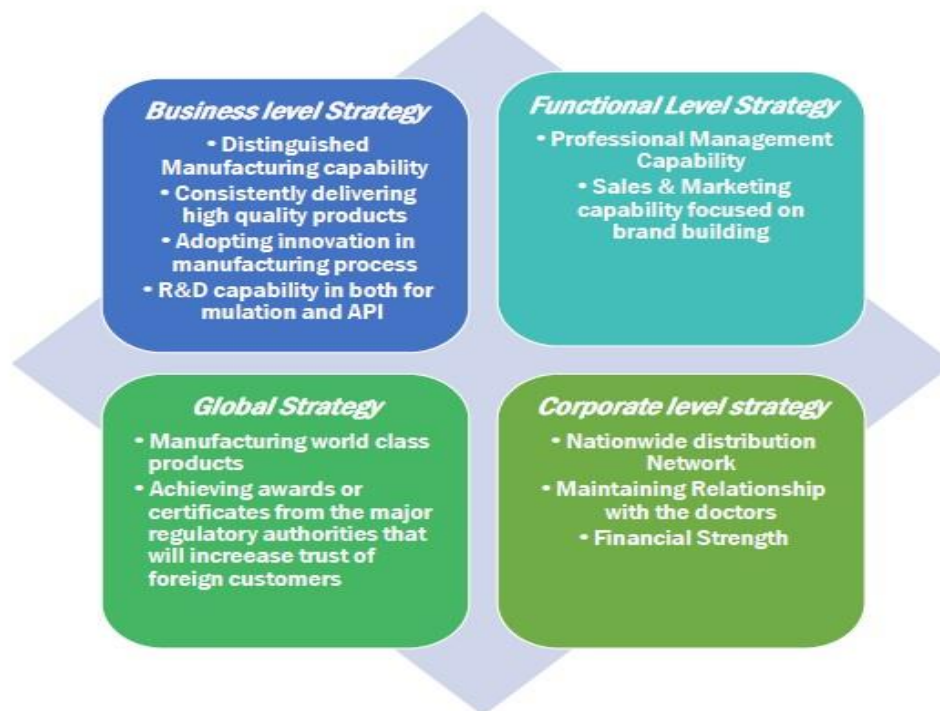 Business level Strategy
• Distinguished
Manufacturing capability
• Consistently delivering
high quality products
• Adopting innovation in
manufacturing process
• R&D capability in both for
mulation and API
Functional Level Strategy
• Professional Management
Capability
• Sales & Marketing
capability focused on
brand building
Global Strategy
• Manufacturing world class
products
• Achieving awards or
certificates from the major
regulatory authorities that
will increease trust of
foreign customers
Corporate level strategy
• Nationwide distribution
Network
• Maintaining Relationship
with the doctors
• Financial Strength